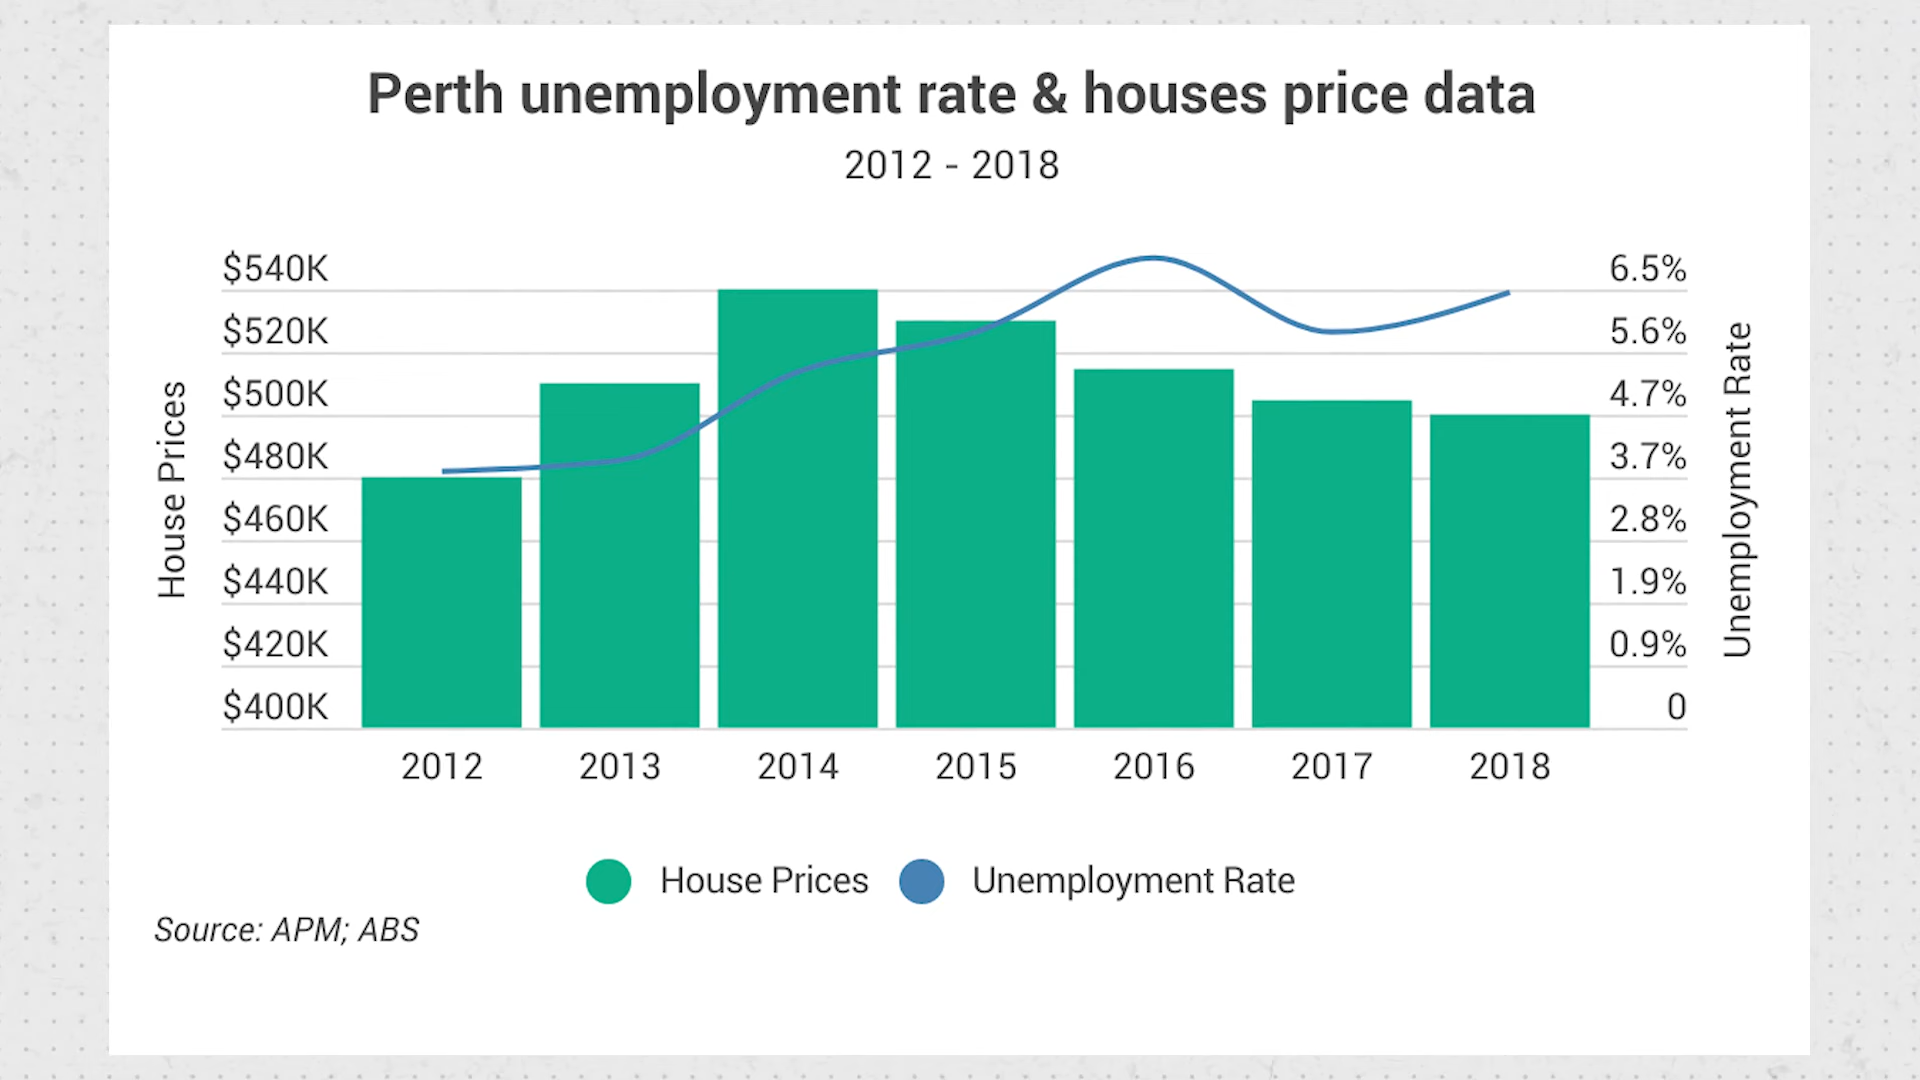 Perth unemployment rate & houses price data
2012 - 2018
House Prices
$540K
$520K
$500K
$480K
$460K
$440K
$420K
$400K
6.5%
5.6%
4.7%
3.7%
2.8%
1.9%
0.9%
0
Unemployment Rate
2012 2013 2014 2015 2016 2017 2018
House Prices Unemployment Rate
Source: APM; ABS